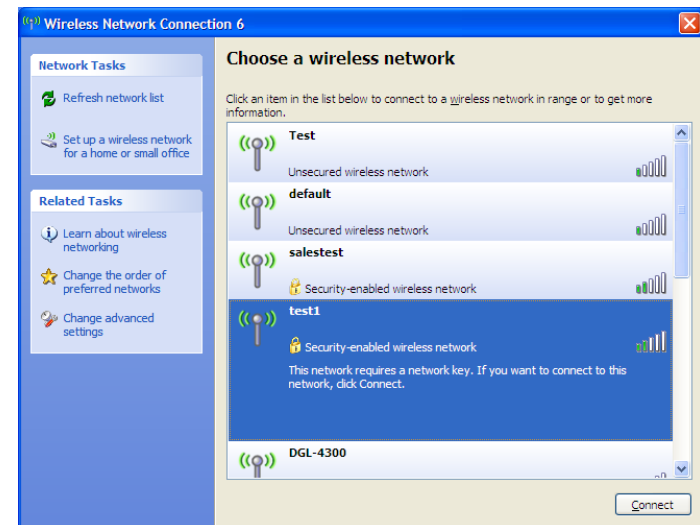 Wireless Network Connection 6
Network Tasks
Refresh network list
Set up a wireless network
for a home or small office
Related Tasks
Learn about wireless
networking
Change the order of
preferred networks
Change advanced
settings
Choose a wireless network
Click an item in the list below to connect to a wireless network in range or to get more
information.
Test
Unsecured wireless network
default
Unsecured wireless network
salestest
Security-enabled wireless network
test1
Security-enabled wireless network
This network requires a network key. If you want to connect to this
network, click Connect.
DGL-4300
Connect